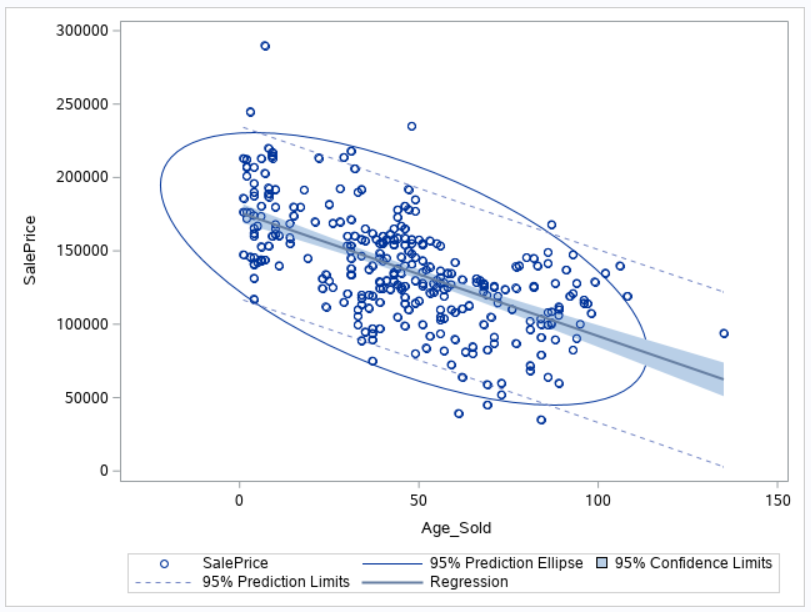 300000
250000
200000
150000
100000
50000
0
SalePrice
0 50 100 150
Age_Sold
SalePrice 95% Prediction Ellipse 95% Confidence Limits
95% Prediction Limits Regression